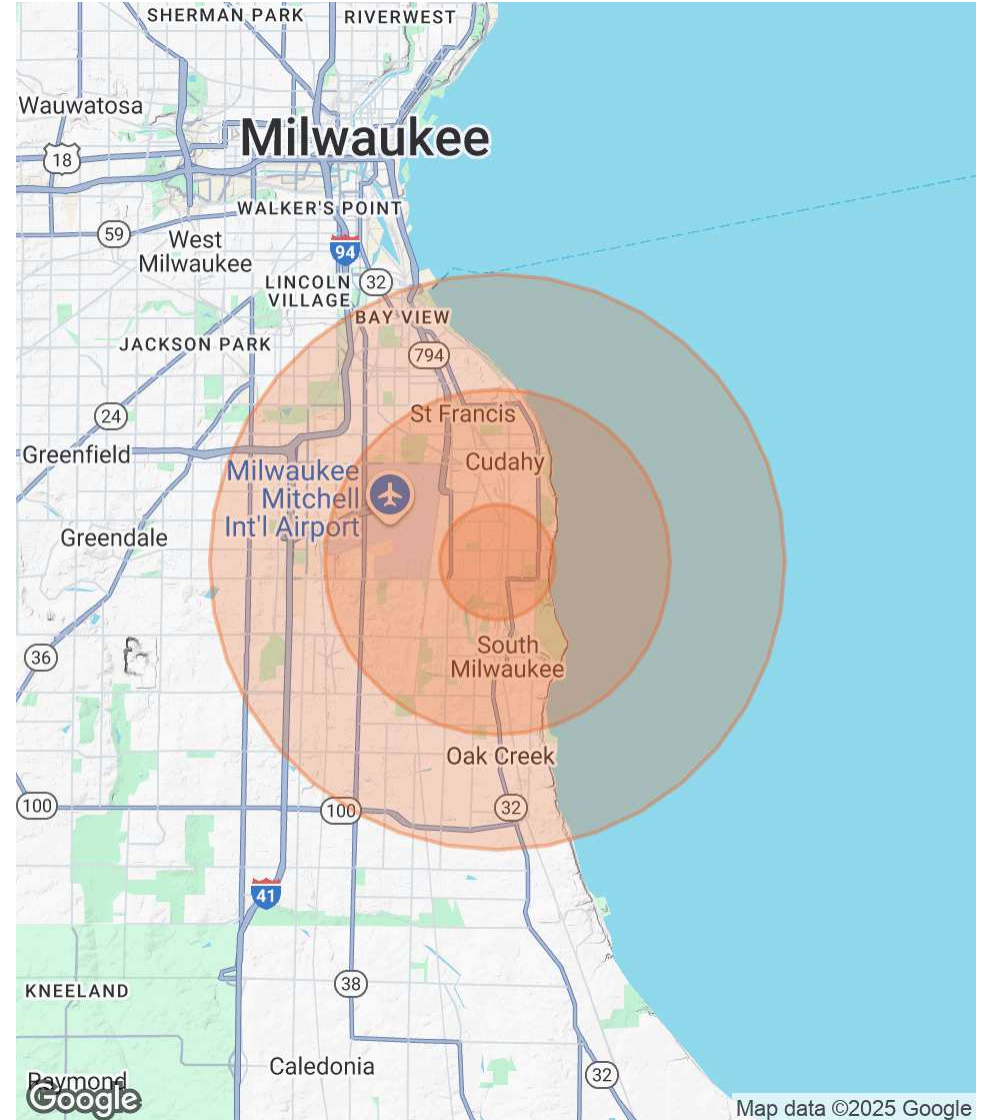 SHERMAN PARK
RIVERWEST
Wauwatosa
Milwaukee
18
WALKER'S POINT
59
West
Milwaukee
94
LINCOLN
VILLAGE
32
BAY VIEW
JACKSON PARK
794
24
St Francis
Greenfield
Cudahy
Milwaukee
Mitchell
Int'l Airport
Greendale
36
South
Milwaukee
Oak Creek
100
100
32
41
KNEELAND
38
Caledonia
32
Raymond
Google
Map data ©2025 Google